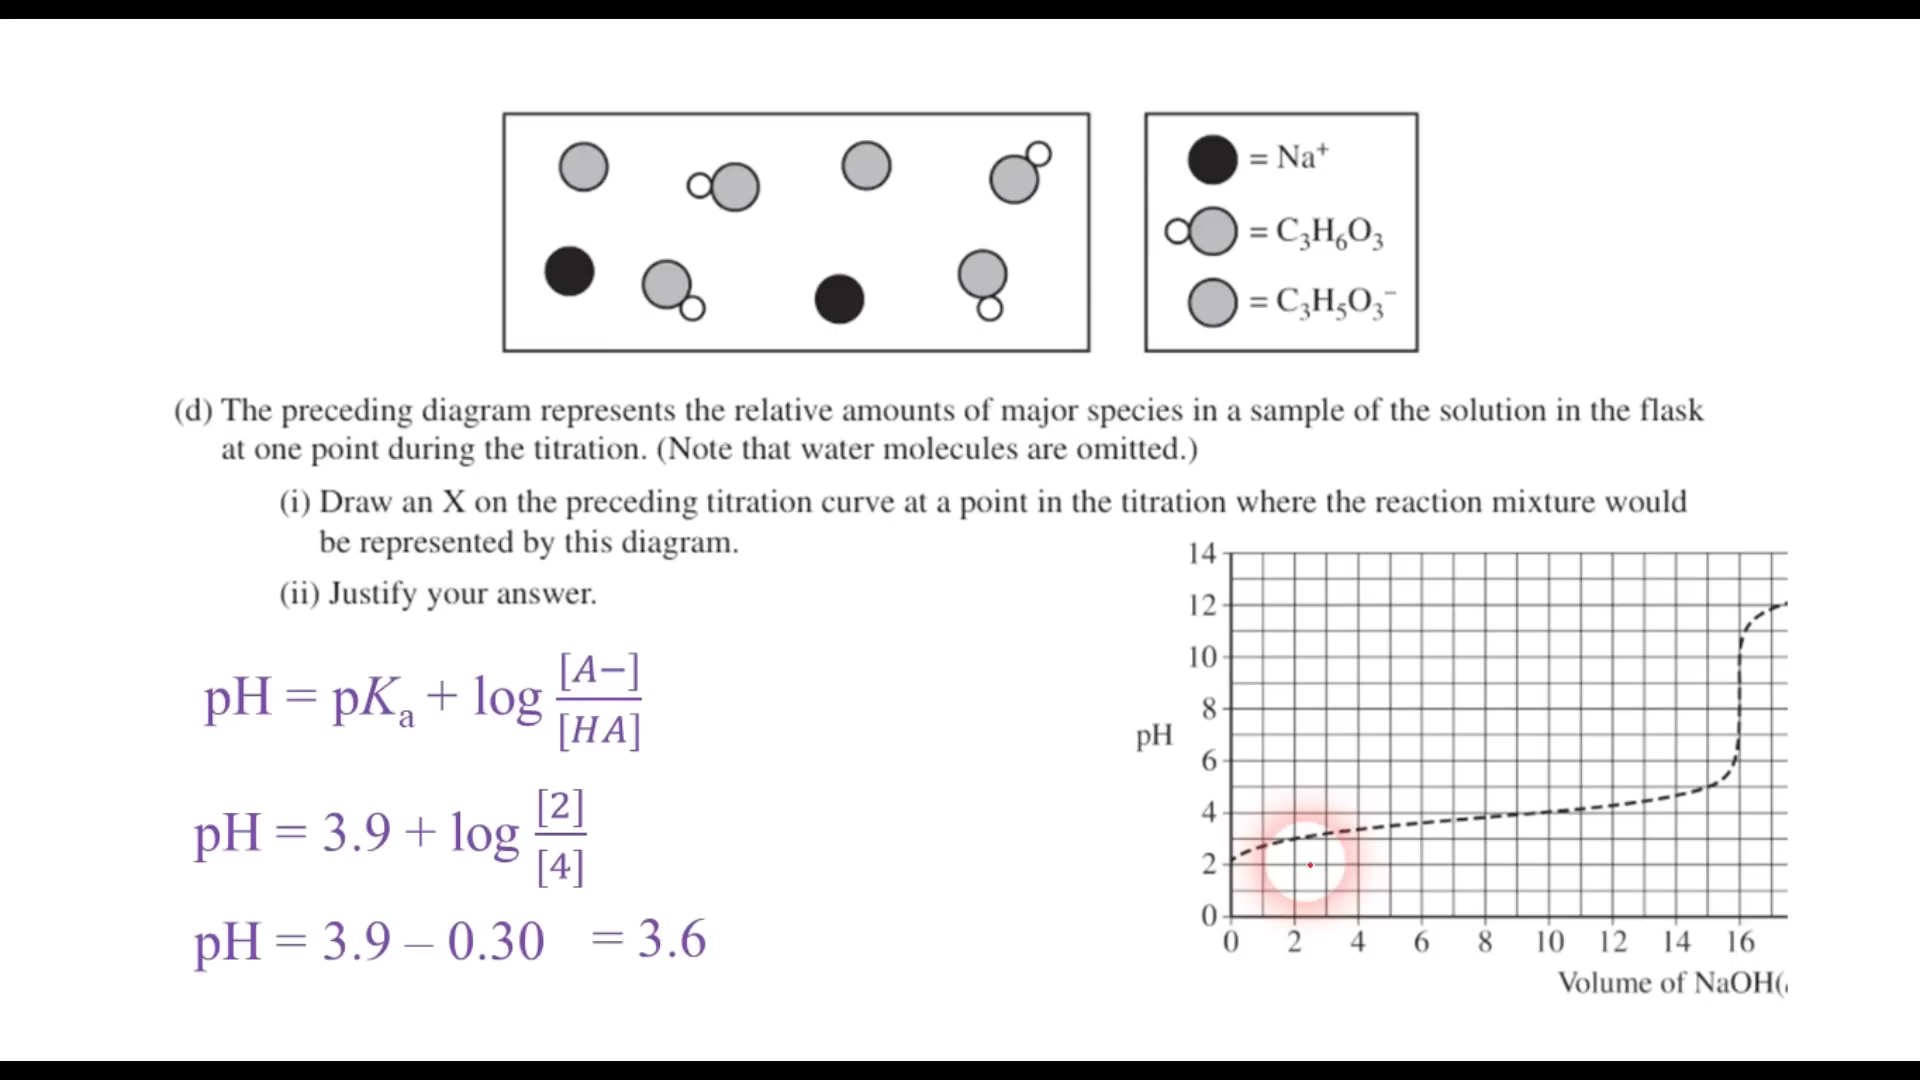 = Na⁺
= C₃H₆O₃
= C₃H₅O₃⁻
(d) The preceding diagram represents the relative amounts of major species in a sample of the solution in the flask
at one point during the titration. (Note that water molecules are omitted.)
(i) Draw an X on the preceding titration curve at a point in the titration where the reaction mixture would
be represented by this diagram.
(ii) Justify your answer.
pH = pKₐ + log [A−]/[HA]
pH = 3.9 + log [2]/[4]
pH = 3.9 – 0.30 = 3.6
14
12
10
8
pH
6
4
2
0
0 2 4 6 8 10 12 14 16
Volume of NaOH(